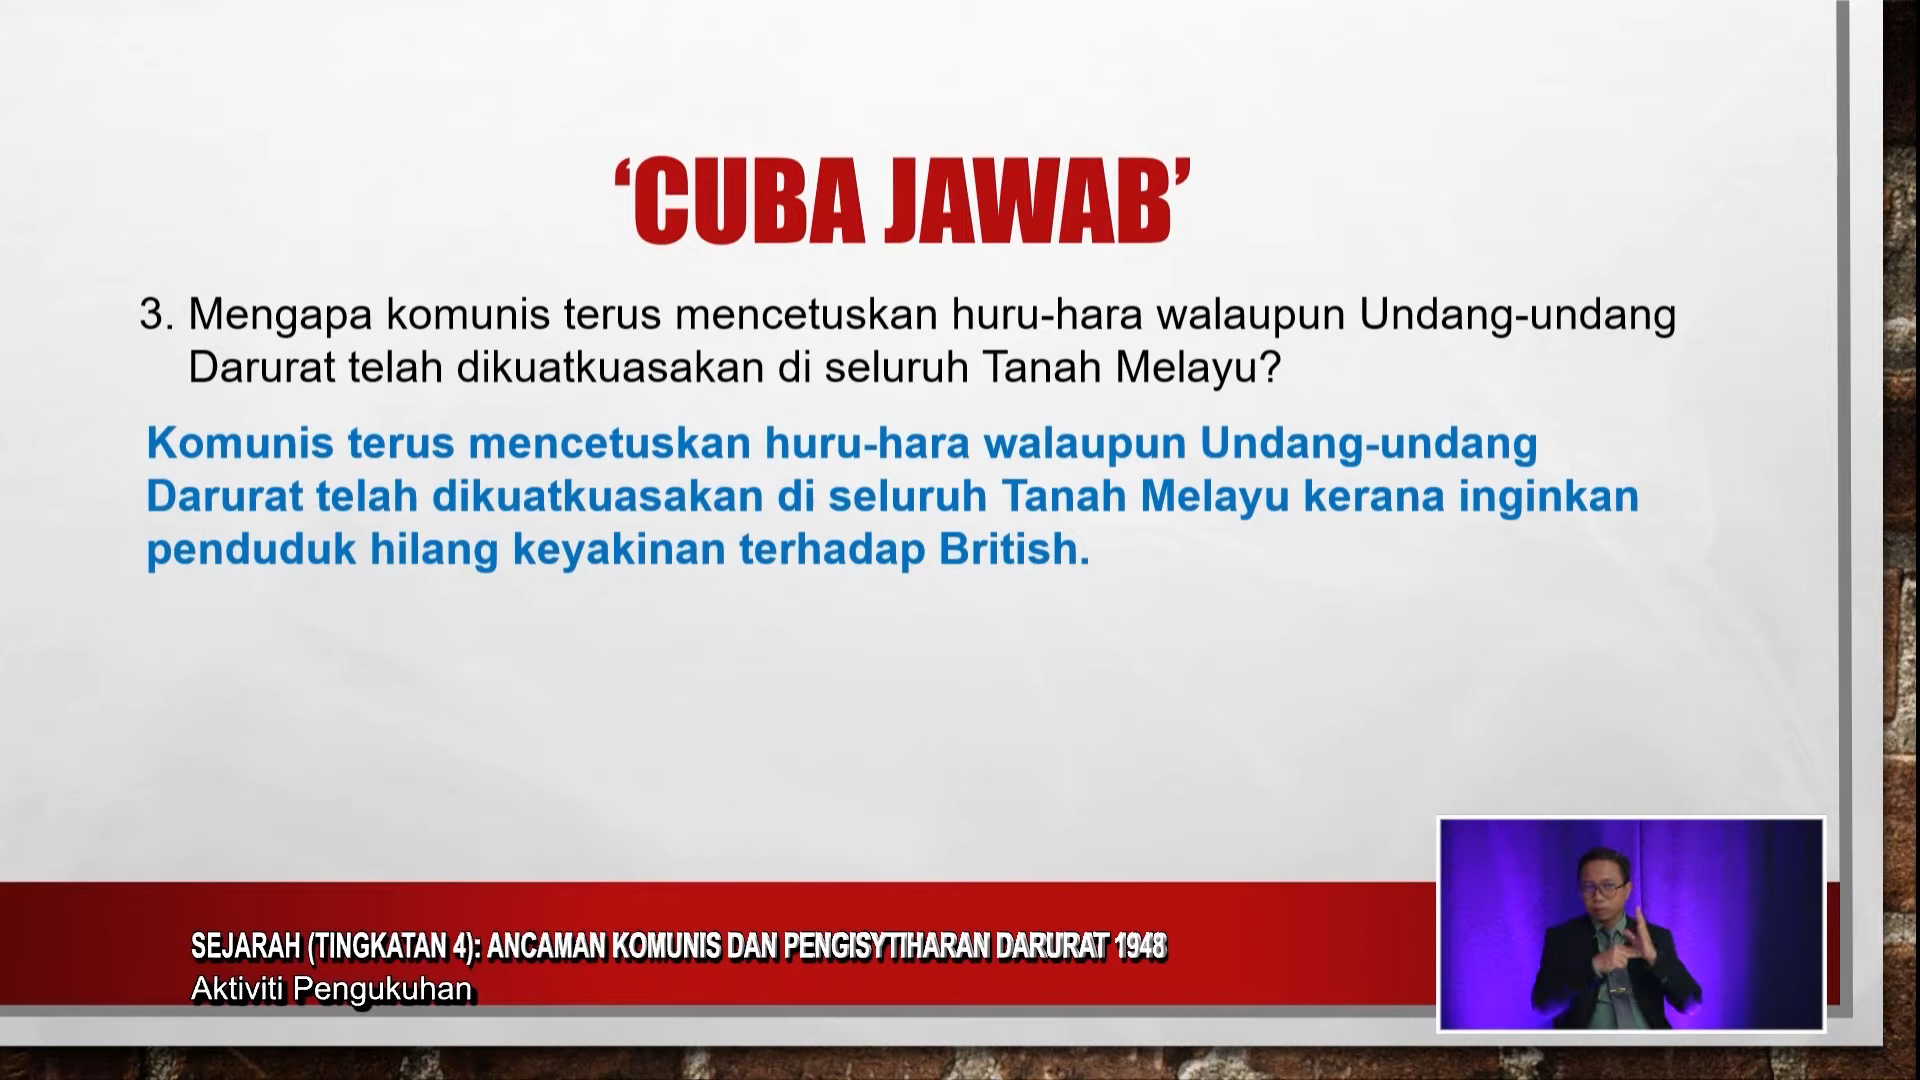 ‘CUBA JAWAB’
3. Mengapa komunis terus mencetuskan huru-hara walaupun Undang-undang
Darurat telah dikuatkuasakan di seluruh Tanah Melayu?
Komunis terus mencetuskan huru-hara walaupun Undang-undang
Darurat telah dikuatkuasakan di seluruh Tanah Melayu kerana inginkan
penduduk hilang keyakinan terhadap British.
SEJARAH (TINGKATAN 4): ANCAMAN KOMUNIS DAN PENGISYTIHARAN DARURAT 1948
Aktiviti Pengukuhan